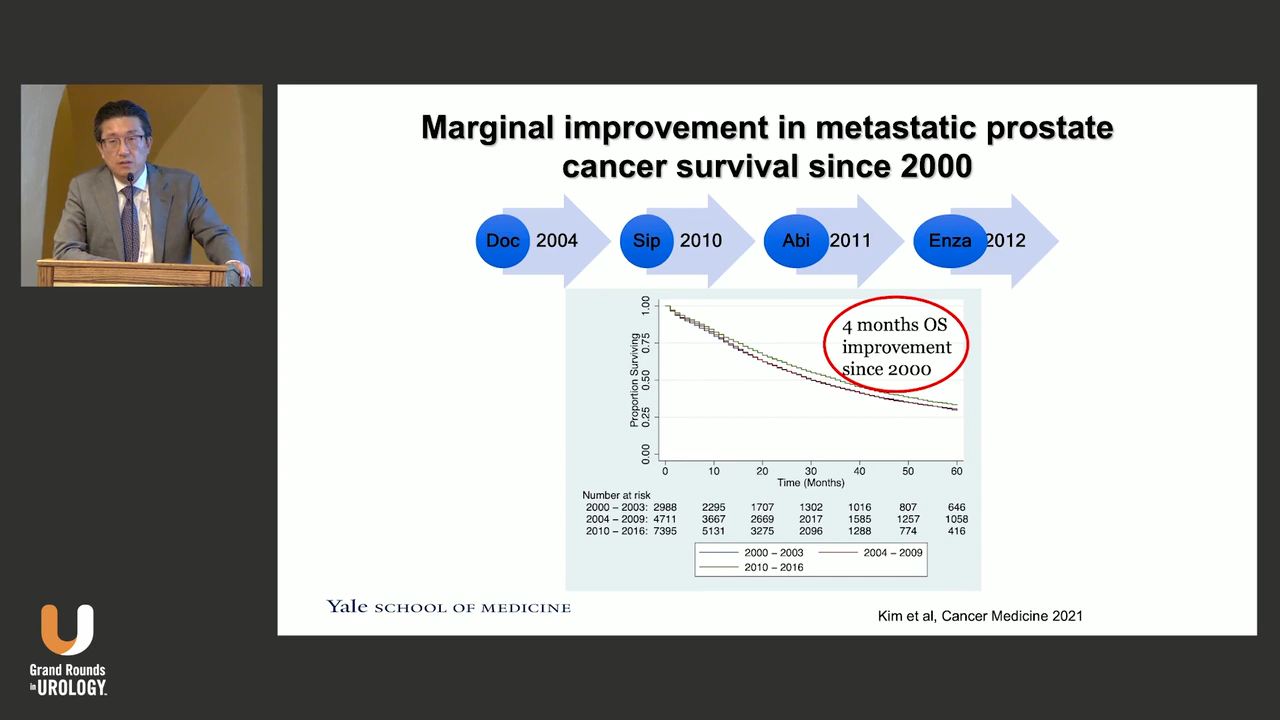 Marginal improvement in metastatic prostate
cancer survival since 2000
Doc 2004 Sip 2010 Abi 2011 Enza 2012
4 months OS
improvement
since 2000
Proportion Surviving
1.00
0.75
0.50
0.25
0.00
0 10 20 30 40 50 60
Time (Months)
Number at risk
2000 – 2003: 2988 2295 1707 1302 1016 807 646
2004 – 2009: 4711 3667 2669 2017 1585 1257 1058
2010 – 2016: 7395 5131 3275 2096 1288 774 416
2000 – 2003 2004 – 2009
2010 – 2016
Yale SCHOOL OF MEDICINE
Kim et al, Cancer Medicine 2021
Grand Rounds
in UROLOGY